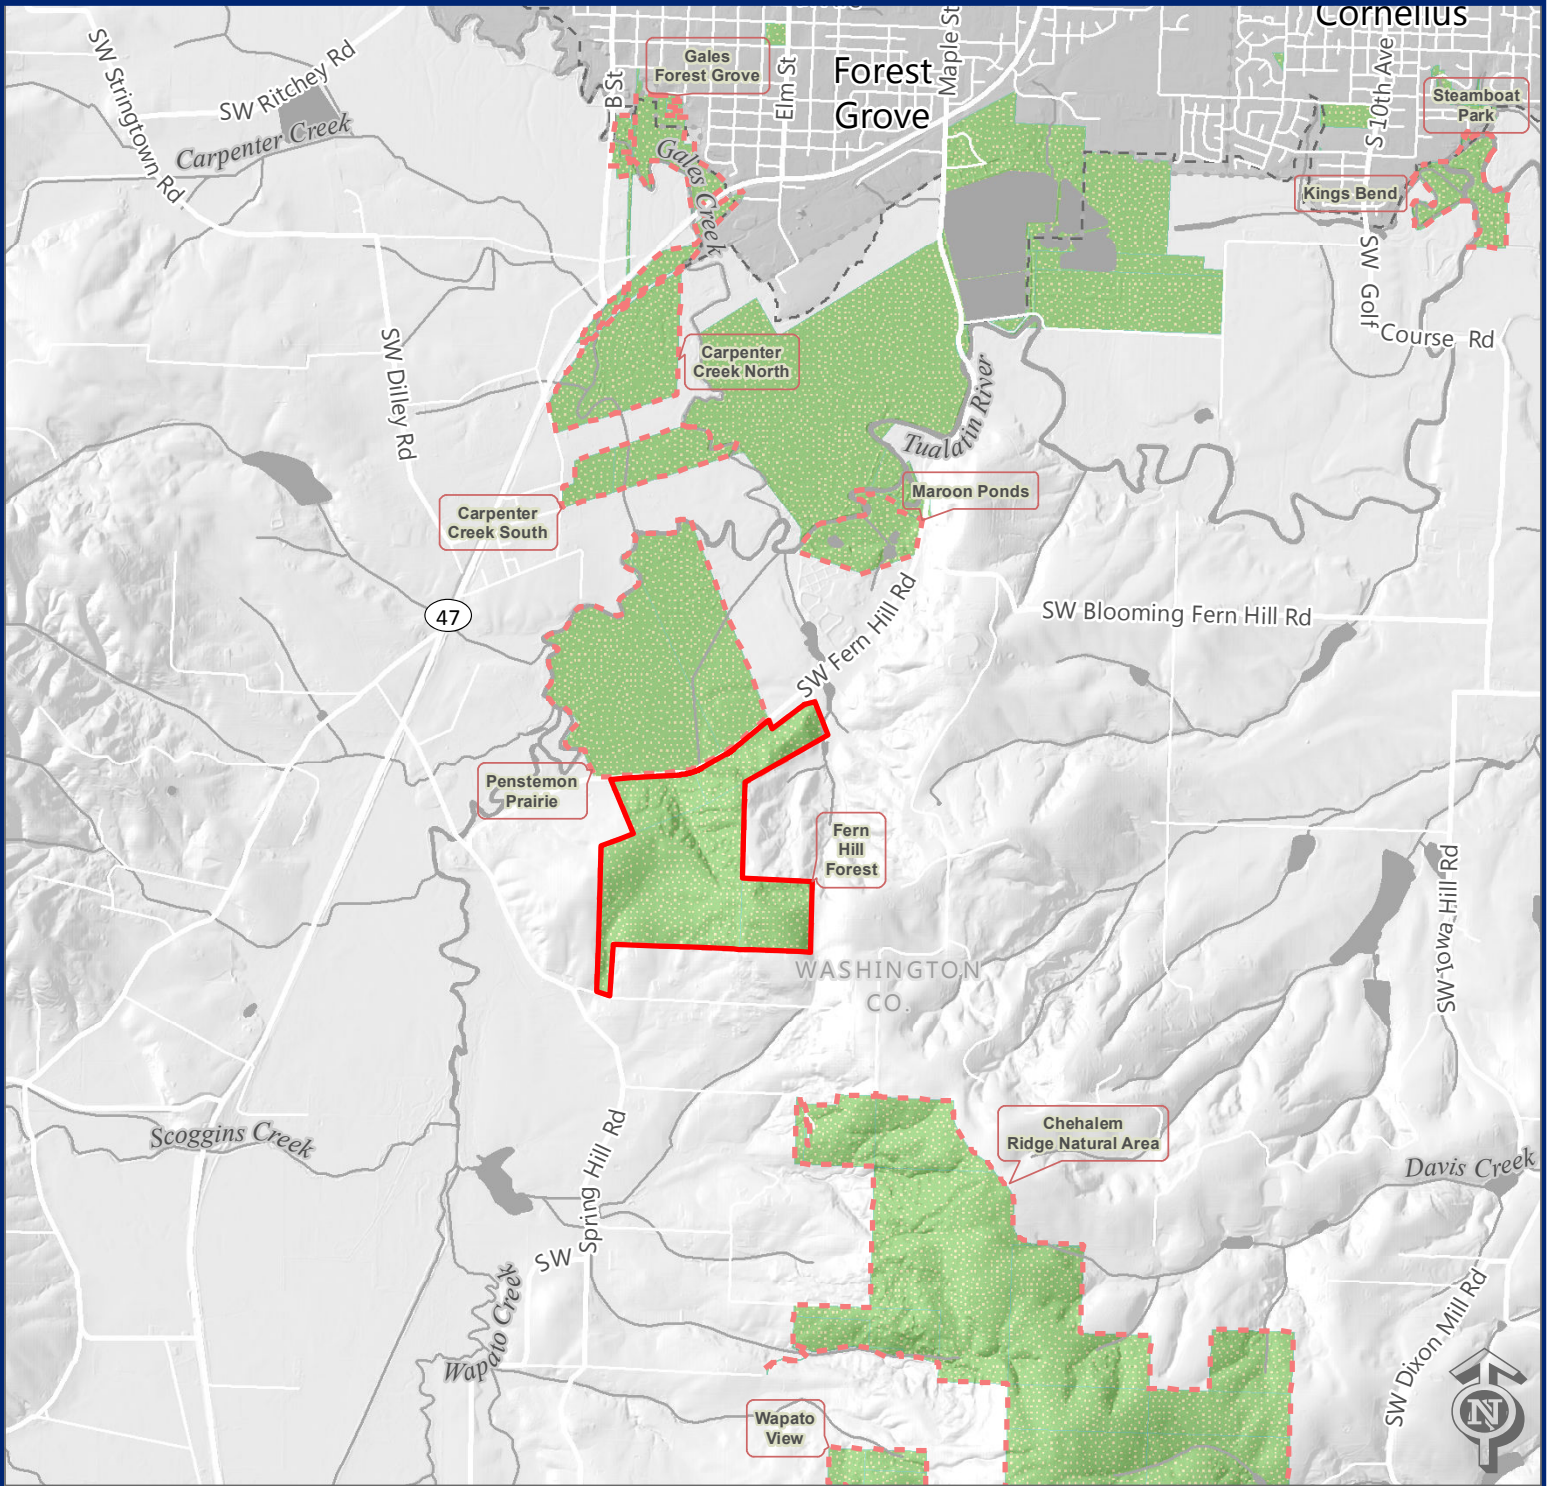 Cornelius
Gales
Forest Grove
Forest
Grove
B St
Elm St
Maple St
S 10th Ave
Steamboat
Park
SW Stringtown Rd
SW Ritchey Rd
Carpenter Creek
Gales Creek
Kings Bend
SW Golf Course Rd
SW Dilley Rd
Carpenter
Creek North
Tualatin River
Maroon Ponds
Carpenter
Creek South
47
SW Fern Hill Rd
SW Blooming Fern Hill Rd
Penstemon
Prairie
Fern
Hill
Forest
SW Iowa Hill Rd
WASHINGTON
CO.
Scoggins Creek
SW Spring Hill Rd
Chehalem
Ridge Natural Area
Davis Creek
Wapato Creek
SW Dixon Mill Rd
Wapato
View
N